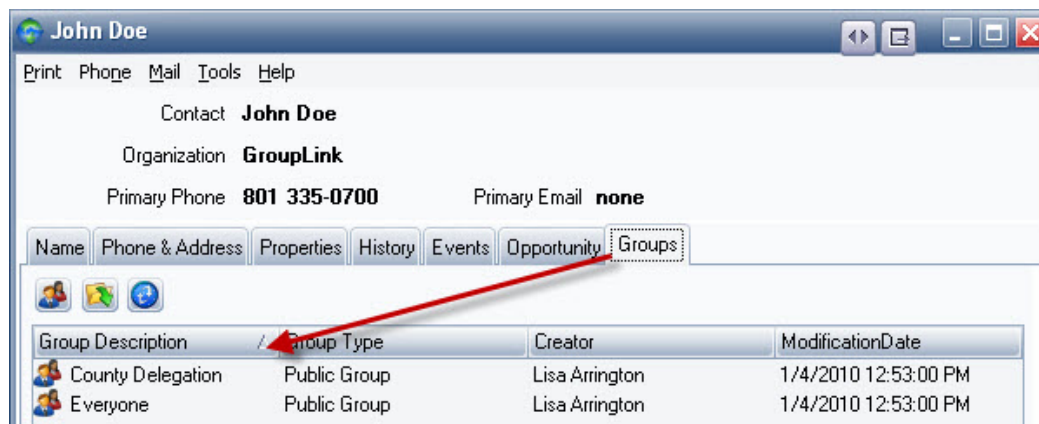 John Doe
Print Phone Mail Tools Help
Contact John Doe
Organization GroupLink
Primary Phone 801 335-0700 Primary Email none
Name Phone & Address Properties History Events Opportunity Groups
Group Description Group Type Creator ModificationDate
County Delegation Public Group Lisa Arrington 1/4/2010 12:53:00 PM
Everyone Public Group Lisa Arrington 1/4/2010 12:53:00 PM